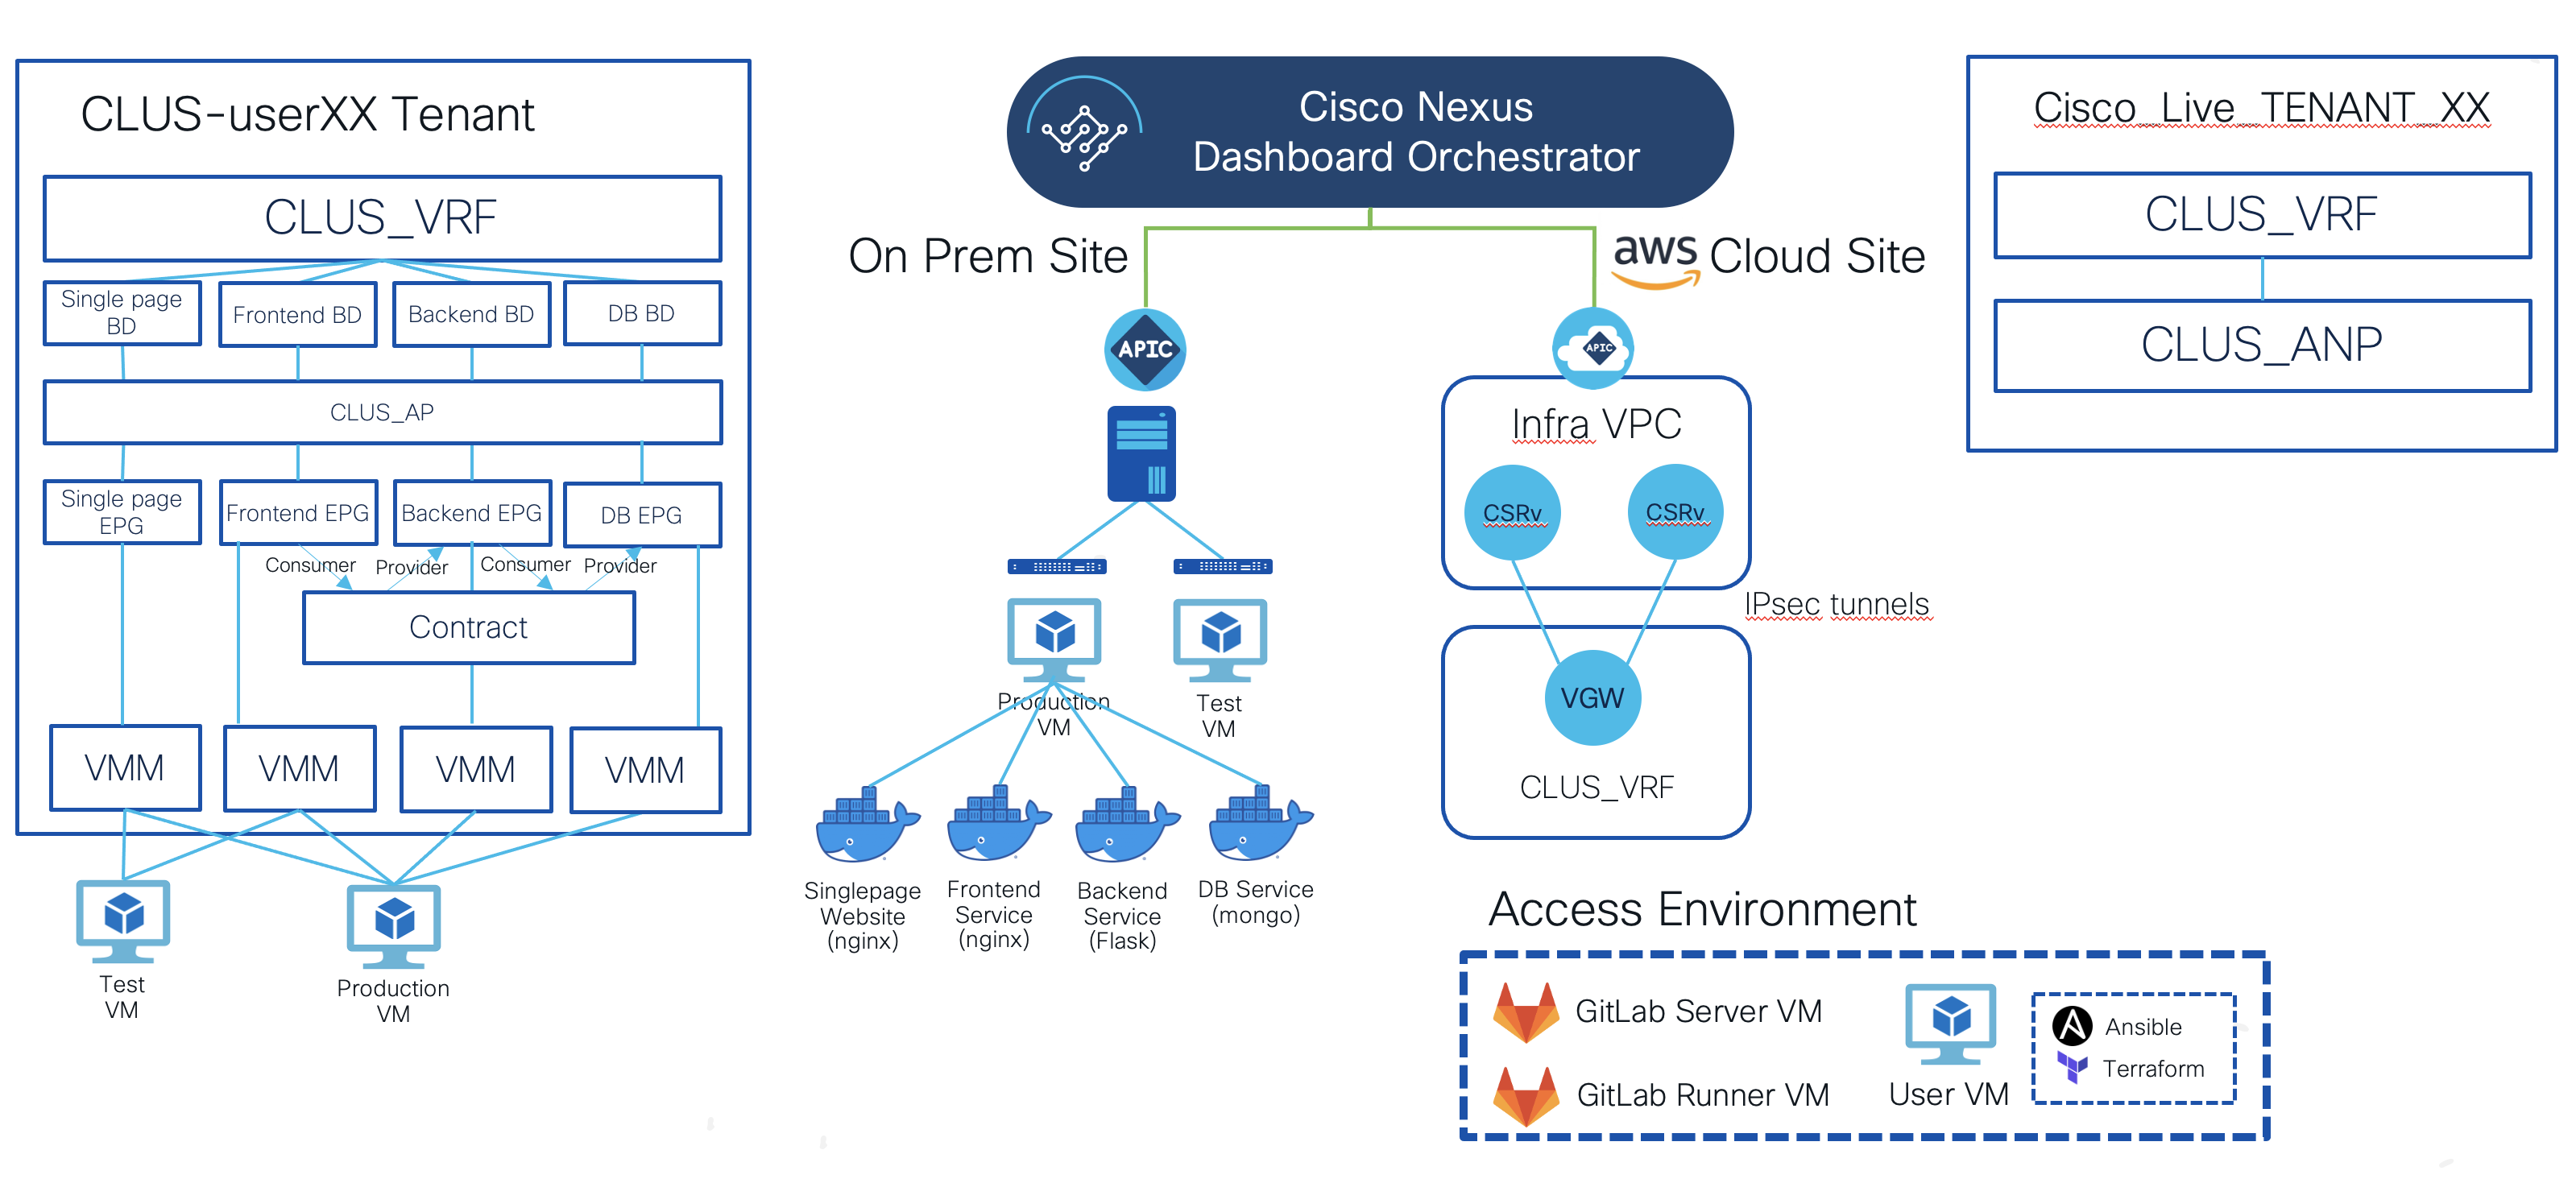 CLUS-userXX Tenant
CLUS_VRF
Single page
BD
Frontend BD
Backend BD
DB BD
CLUS_AP
Single page
EPG
Frontend EPG
Backend EPG
DB EPG
Consumer
Provider
Consumer
Provider
Contract
VMM
VMM
VMM
VMM
Test
VM
Production
VM
Cisco Nexus
Dashboard Orchestrator
On Prem Site
aws
Cloud Site
APIC
APIC
Production
VM
Test
VM
Singlepage
Website
(nginx)
Frontend
Service
(nginx)
Backend
Service
(Flask)
DB Service
(mongo)
Infra VPC
CSRv
CSRv
IPsec tunnels
VGW
CLUS_VRF
Cisco_Live_TENANT_XX
CLUS_VRF
CLUS_ANP
Access Environment
GitLab Server VM
GitLab Runner VM
User VM
Ansible
Terraform